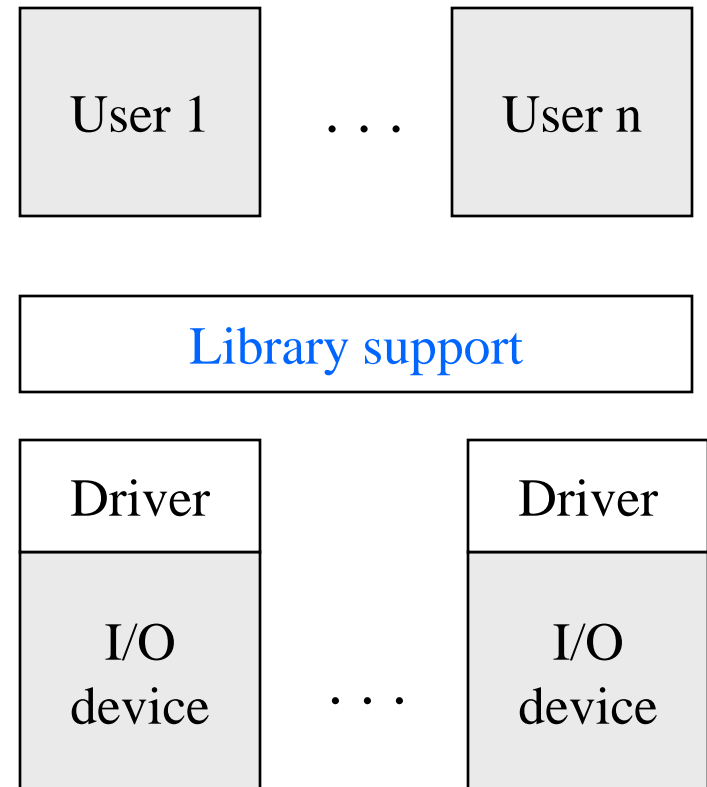 User 1 . . . User n
Library support
Driver Driver
I/O I/O
device . . . device